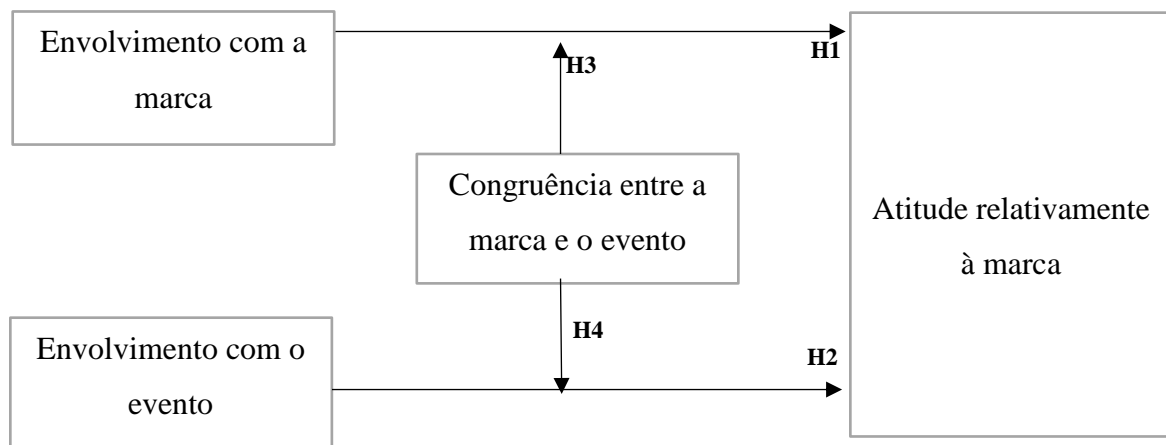 Envolvimento com a
marca
H1
H3
Congruência entre a
marca e o evento
Atitude relativamente
à marca
H4
Envolvimento com o
evento
H2